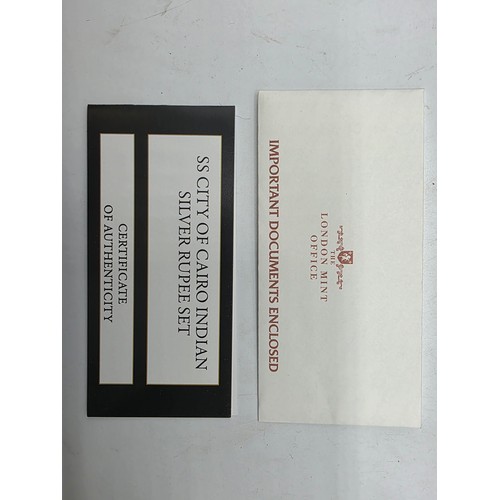 SS CITY OF CAIRO INDIAN
SILVER RUPEE SET
CERTIFICATE
OF AUTHENTICITY
THE
LONDON MINT
OFFICE
IMPORTANT DOCUMENTS ENCLOSED